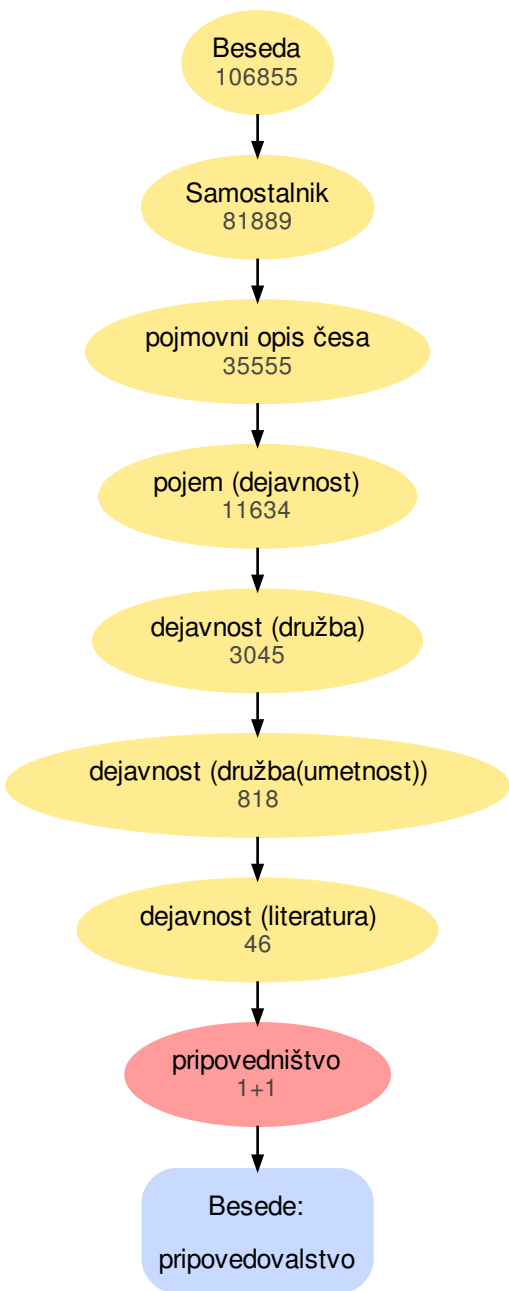 Beseda
106855
Samostalnik
81889
pojmovni opis česa
35555
pojem (dejavnost)
11634
dejavnost (družba)
3045
dejavnost (družba(umetnost))
818
dejavnost (literatura)
46
pripovedništvo
1+1
Besede:
pripovedovalstvo